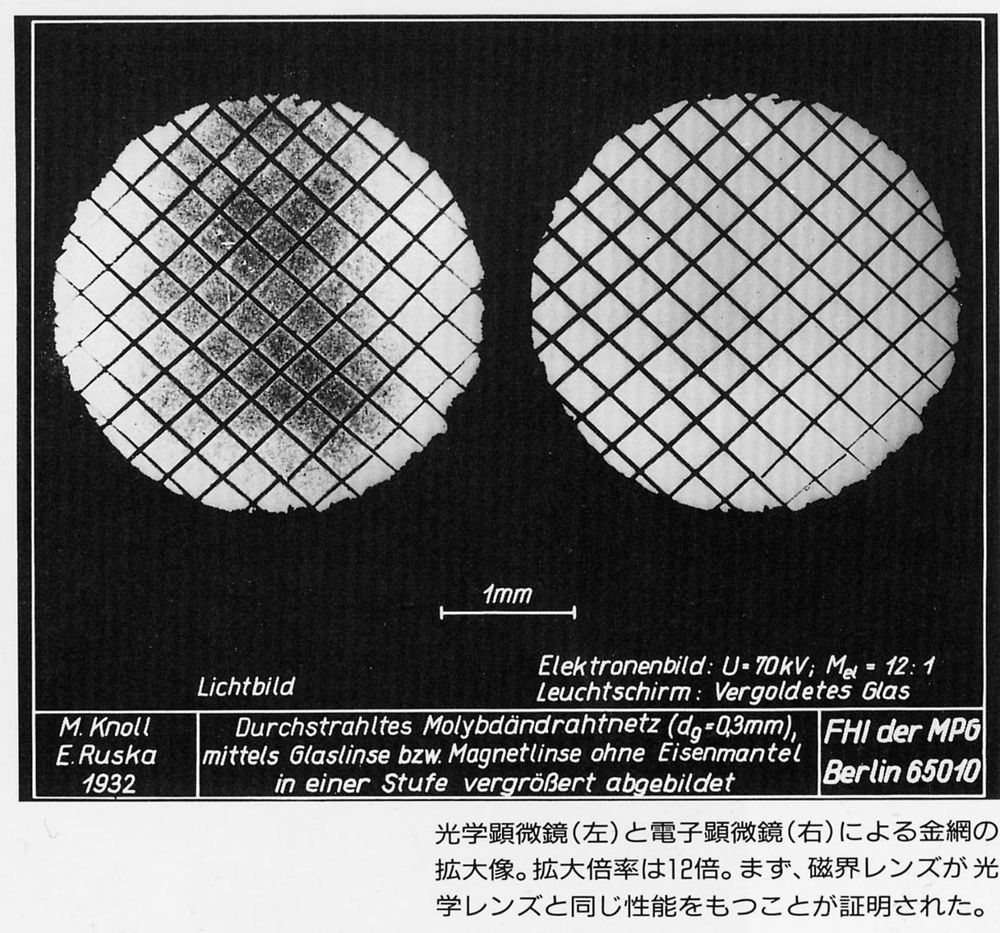 1mm
Lichtbild
Elektronenbild: U=70kV; Mel = 12:1
Leuchtschirm: Vergoldetes Glas
M. Knoll
E. Ruska
1932
Durchstrahltes Molybdändrahtnetz (dg=0,3mm),
mittels Glaslinse bzw. Magnetlinse ohne Eisenmantel
in einer Stufe vergrößert abgebildet
FHI der MPG
Berlin 65010
光学顕微鏡(左)と電子顕微鏡(右)による金網の
拡大像。拡大倍率は12倍。まず、磁界レンズが光
学レンズと同じ性能をもつことが証明された。